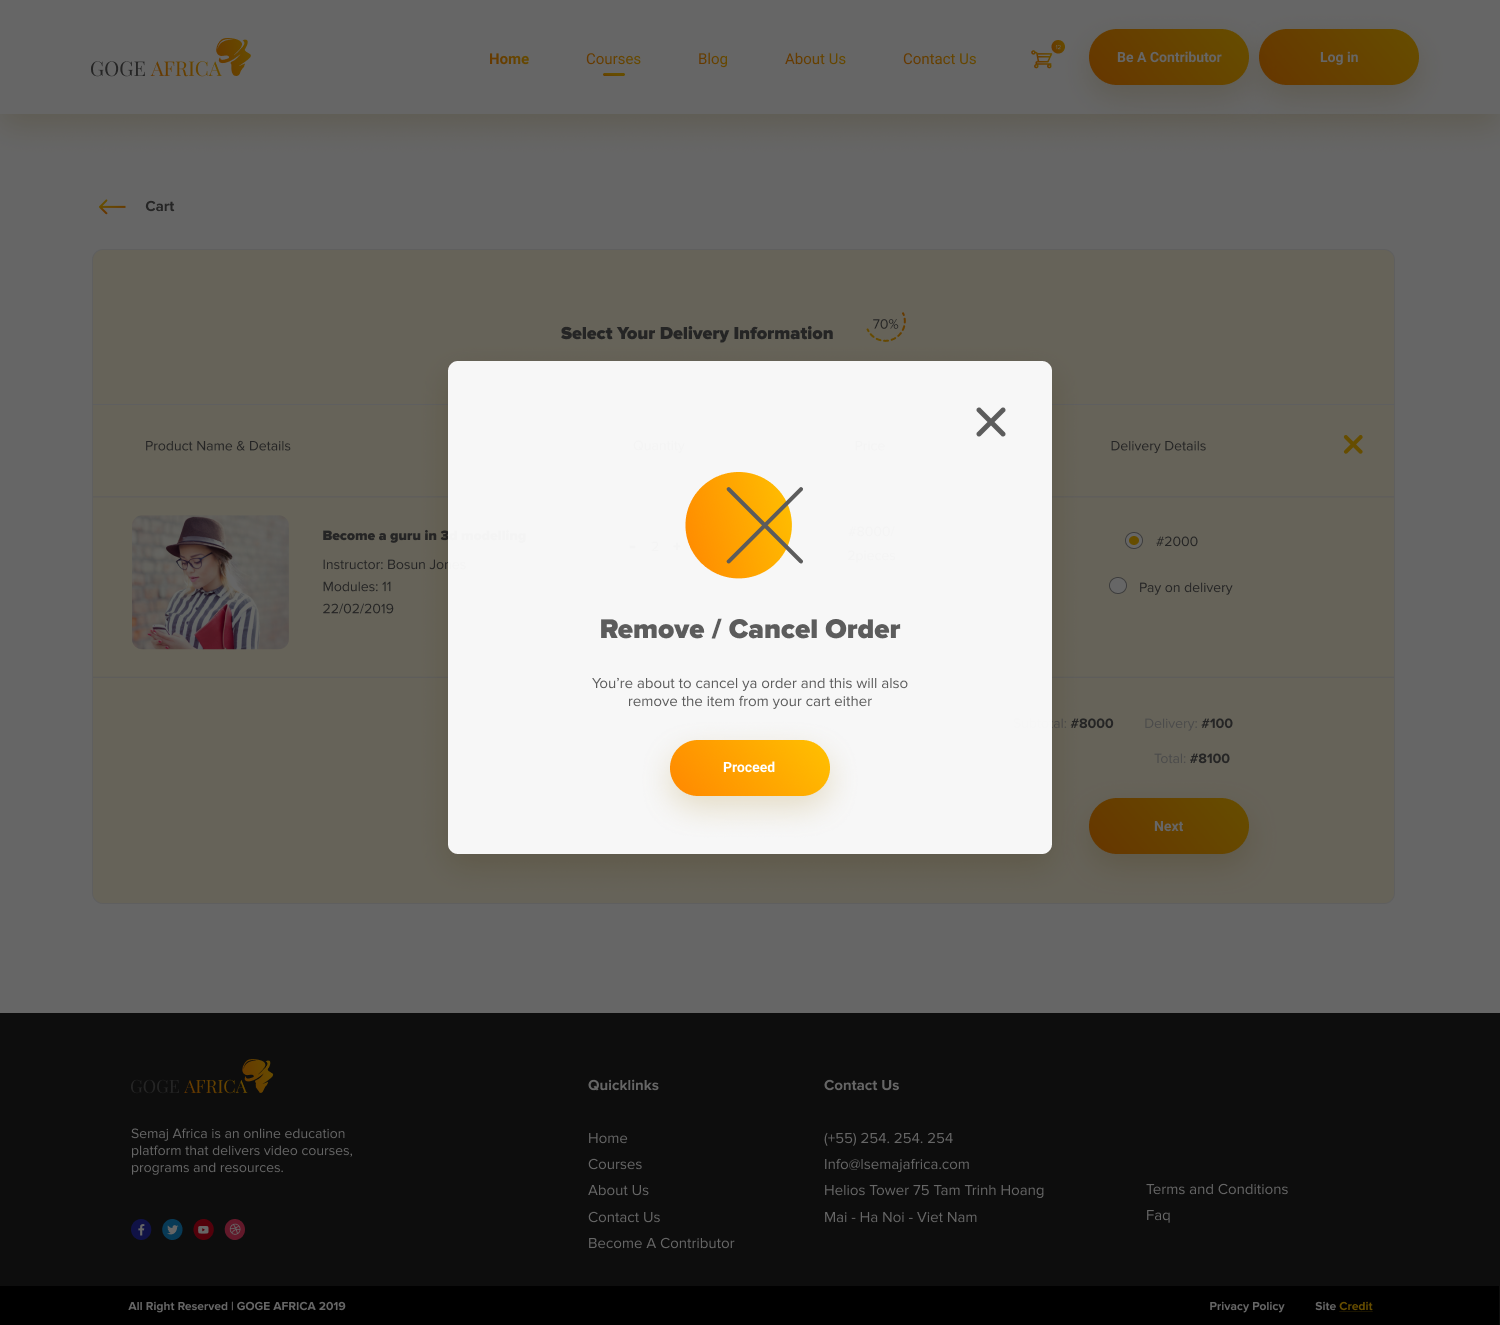 GOGE AFRICA
Home
Courses
Blog
About Us
Contact Us
Be A Contributor
Log in
Cart
Select Your Delivery Information
70%
Product Name & Details
Delivery Details
Become a guru in
Instructor: Bosun
Modules: 11
22/02/2019
#2000
Pay on delivery
Remove / Cancel Order
You’re about to cancel ya order and this will also
remove the item from your cart either
Proceed
#8000
Delivery: #100
Total: #8100
Next
GOGE AFRICA
Semaj Africa is an online education
platform that delivers video courses,
programs and resources.
Quicklinks
Home
Courses
About Us
Contact Us
Become A Contributor
Contact Us
(+55) 254. 254. 254
Info@lsemajafrica.com
Helios Tower 75 Tam Trinh Hoang
Mai - Ha Noi - Viet Nam
Terms and Conditions
Faq
All Right Reserved | GOGE AFRICA 2019
Privacy Policy
Site Credit